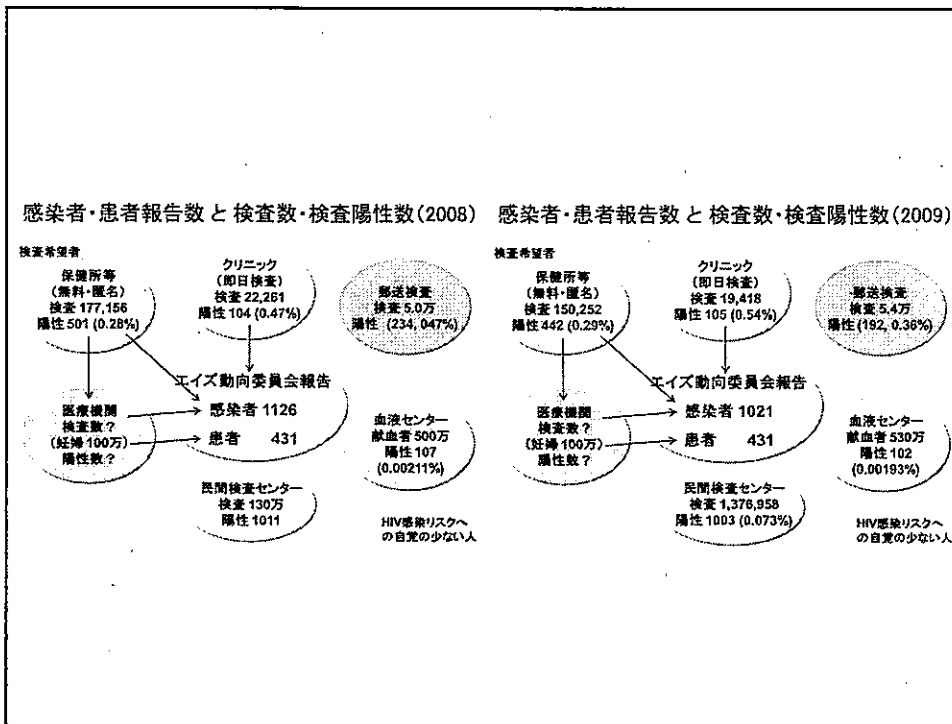 感染者・患者報告数 と 検査数・検査陽性数(2008)
検査希望者
保健所等
(無料・匿名)
検査 177,156
陽性 501 (0.28%)
クリニック
(即日検査)
検査 22,261
陽性 104 (0.47%)
郵送検査
検査 5.0万
陽性 (234, 047%)
エイズ動向委員会報告
感染者 1126
患者 431
医療機関
検査数?
(妊婦 100万)
陽性数?
血液センター
献血者 500万
陽性 107
(0.00211%)
民間検査センター
検査 130万
陽性 1011
HIV感染リスクへ
の自覚の少ない人
感染者・患者報告数 と 検査数・検査陽性数(2009)
検査希望者
保健所等
(無料・匿名)
検査 150,252
陽性 442 (0.29%)
クリニック
(即日検査)
検査 19,418
陽性 105 (0.54%)
郵送検査
検査 5.4万
陽性 (192, 0.36%)
エイズ動向委員会報告
感染者 1021
患者 431
医療機関
検査数?
(妊婦 100万)
陽性数?
血液センター
献血者 530万
陽性 102
(0.00193%)
民間検査センター
検査 1,376,958
陽性 1003 (0.073%)
HIV感染リスクへ
の自覚の少ない人